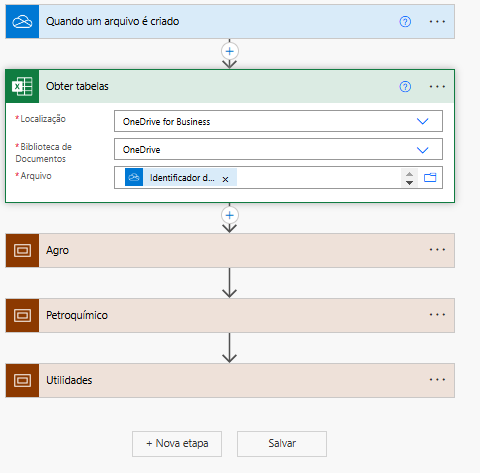 Quando um arquivo é criado
Obter tabelas
*Localização
OneDrive for Business
*Biblioteca de
Documentos
OneDrive
*Arquivo
Identificador d... x
Agro
Petroquímico
Utilidades
+ Nova etapa
Salvar